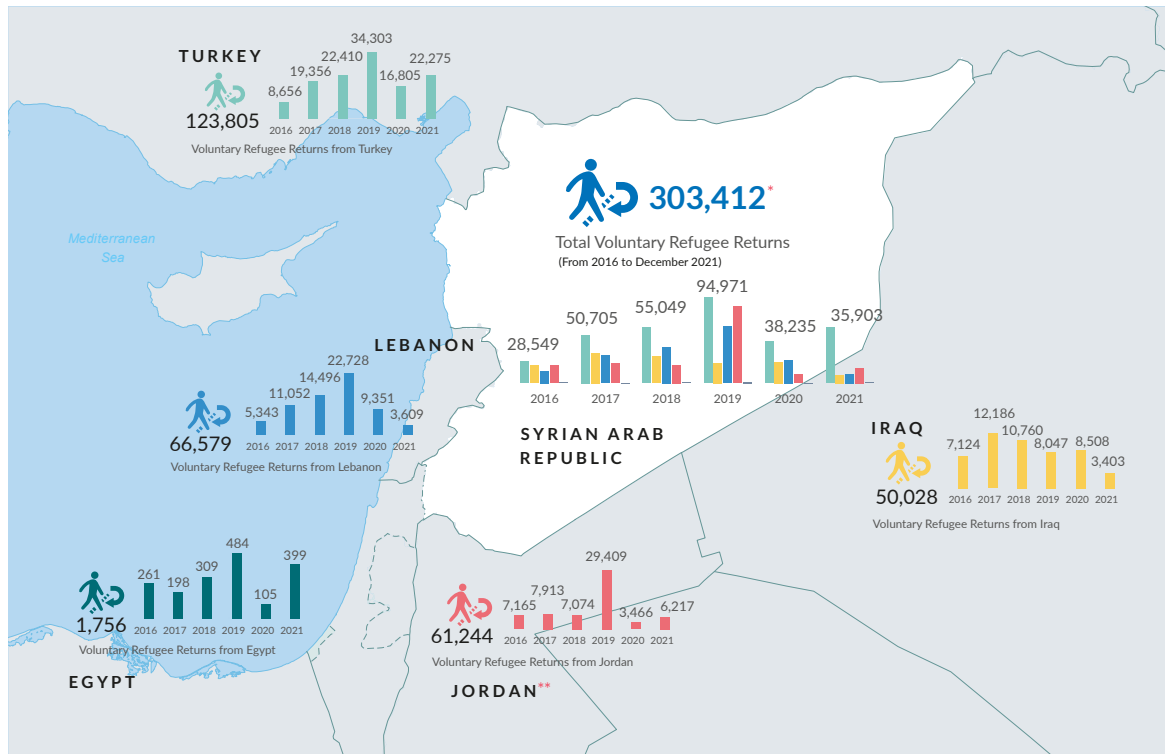 TURKEY
123,805
8,656
19,356
22,410
34,303
16,805
22,275
2016 2017 2018 2019 2020 2021
Voluntary Refugee Returns from Turkey
Mediterranean
Sea
303,412*
Total Voluntary Refugee Returns
(From 2016 to December 2021)
28,549
50,705
55,049
94,971
38,235
35,903
2016 2017 2018 2019 2020 2021
SYRIAN ARAB
REPUBLIC
LEBANON
66,579
5,343
11,052
14,496
22,728
9,351
3,609
2016 2017 2018 2019 2020 2021
Voluntary Refugee Returns from Lebanon
IRAQ
50,028
7,124
12,186
10,760
8,047
8,508
3,403
2016 2017 2018 2019 2020 2021
Voluntary Refugee Returns from Iraq
1,756
261
198
309
484
105
399
2016 2017 2018 2019 2020 2021
Voluntary Refugee Returns from Egypt
EGYPT
61,244
7,165
7,913
7,074
29,409
3,466
6,217
2016 2017 2018 2019 2020 2021
Voluntary Refugee Returns from Jordan
JORDAN**